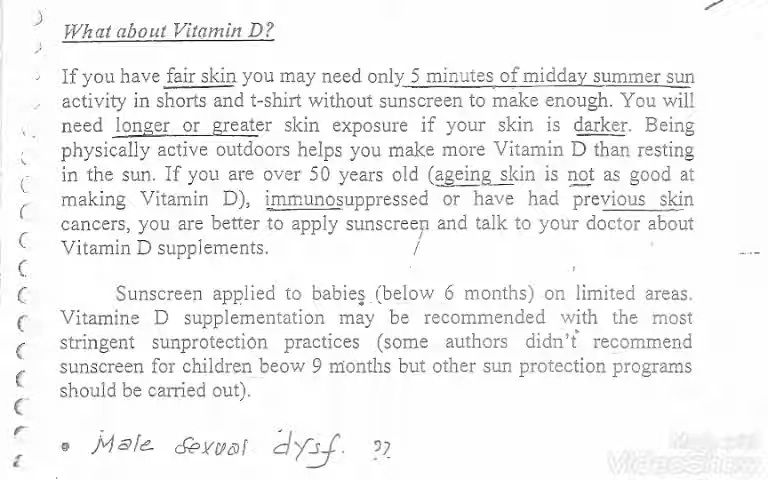 What about Vitamin D?
If you have fair skin you may need only 5 minutes of midday summer sun
activity in shorts and t-shirt without sunscreen to make enough. You will
need longer or greater skin exposure if your skin is darker. Being
physically active outdoors helps you make more Vitamin D than resting
in the sun. If you are over 50 years old (ageing skin is not as good at
making Vitamin D), immunosuppressed or have had previous skin
cancers, you are better to apply sunscreen and talk to your doctor about
Vitamin D supplements.
Sunscreen applied to babies (below 6 months) on limited areas.
Vitamine D supplementation may be recommended with the most
stringent sunprotection practices (some authors didn't recommend
sunscreen for children beow 9 months but other sun protection programs
should be carried out).
• Male sexual dysf. ??
VideoShow